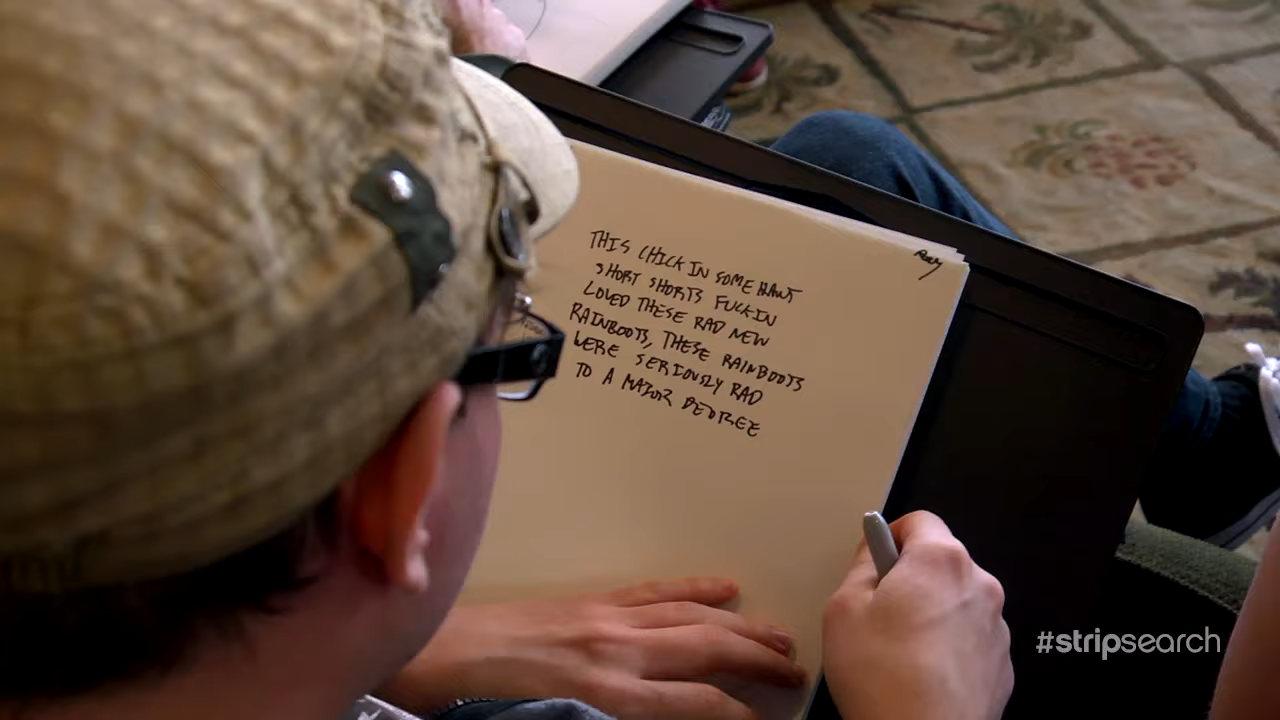 THIS CHICK IN SOME HAWT
SHORT SHORTS FUCKIN
LOVED THESE RAD NEW
RAINBOOTS, THESE RAINBOOTS
WERE SERIOUSLY RAD
TO A MAJOR DEGREE
#stripsearch